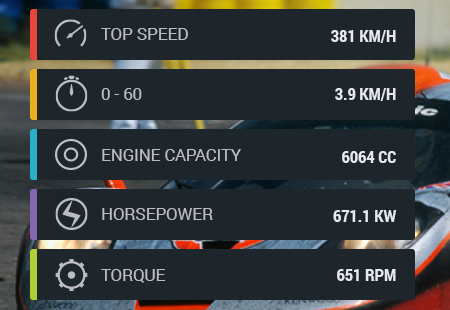 TOP SPEED 381 KM/H
0 - 60 3.9 KM/H
ENGINE CAPACITY 6064 CC
HORSEPOWER 671.1 KW
TORQUE 651 RPM